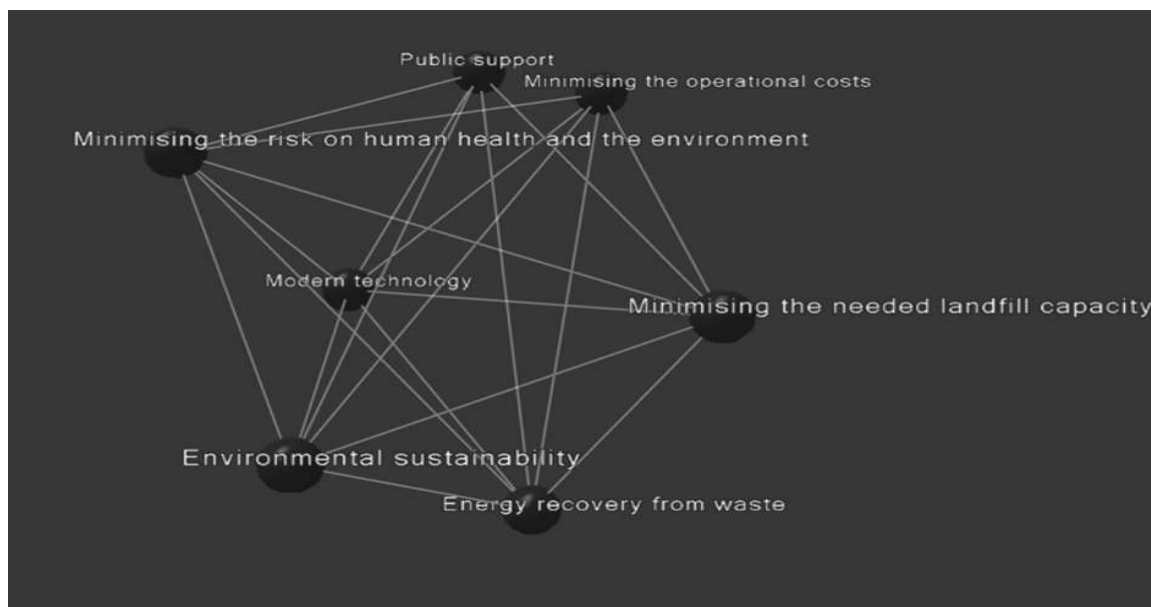 Public support
Minimising the operational costs
Minimising the risk on human health and the environment
Modern technology
Minimising the needed landfill capacity
Environmental sustainability
Energy recovery from waste